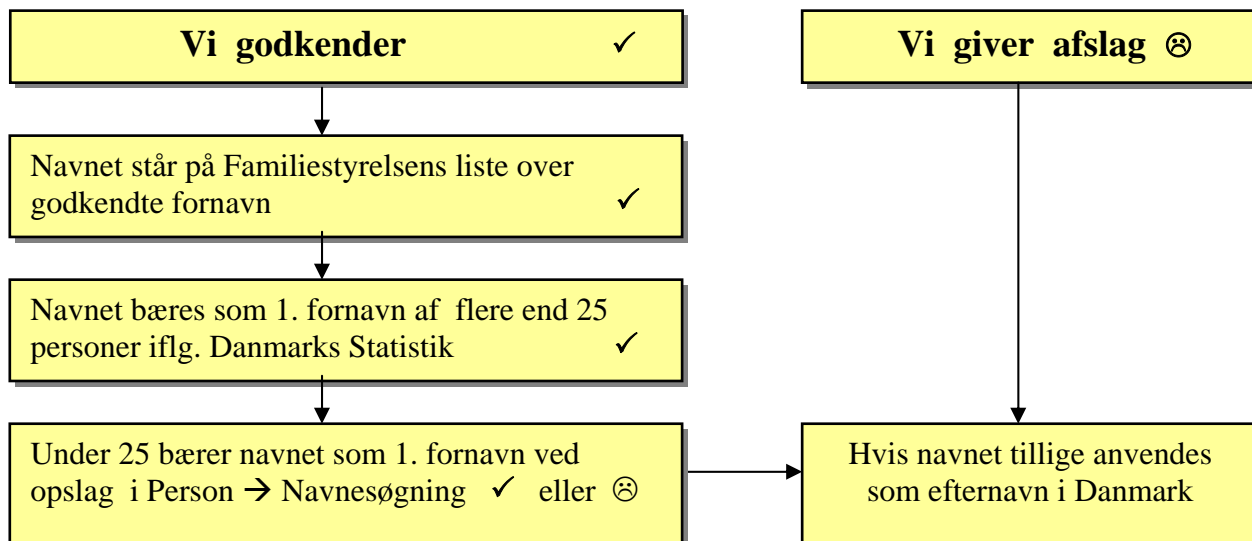 Vi godkender ✓
Navnet står på Familiestyrelsens liste over
godkendte fornavn ✓
Navnet bæres som 1. fornavn af flere end 25
personer iflg. Danmarks Statistik ✓
Under 25 bærer navnet som 1. fornavn ved
opslag i Person → Navnesøgning ✓ eller ☹
Vi giver afslag ☹
Hvis navnet tillige anvendes
som efternavn i Danmark